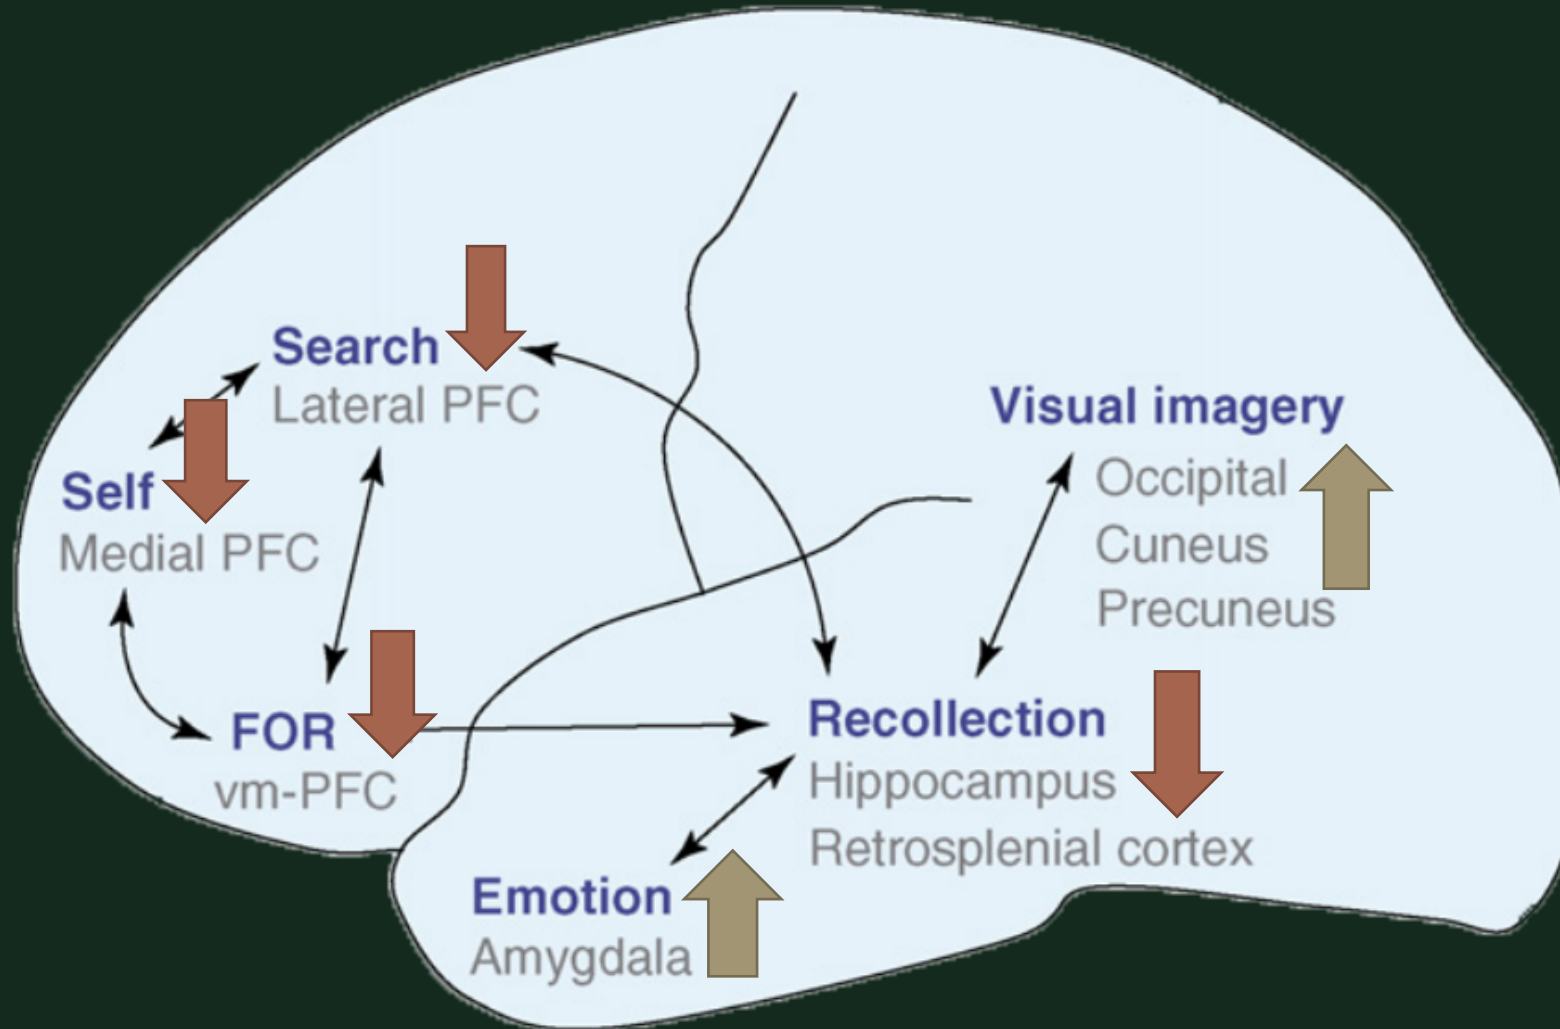 Search
Lateral PFC
Self
Medial PFC
FOR
vm-PFC
Visual imagery
Occipital
Cuneus
Precuneus
Recollection
Hippocampus
Retrosplenial cortex
Emotion
Amygdala